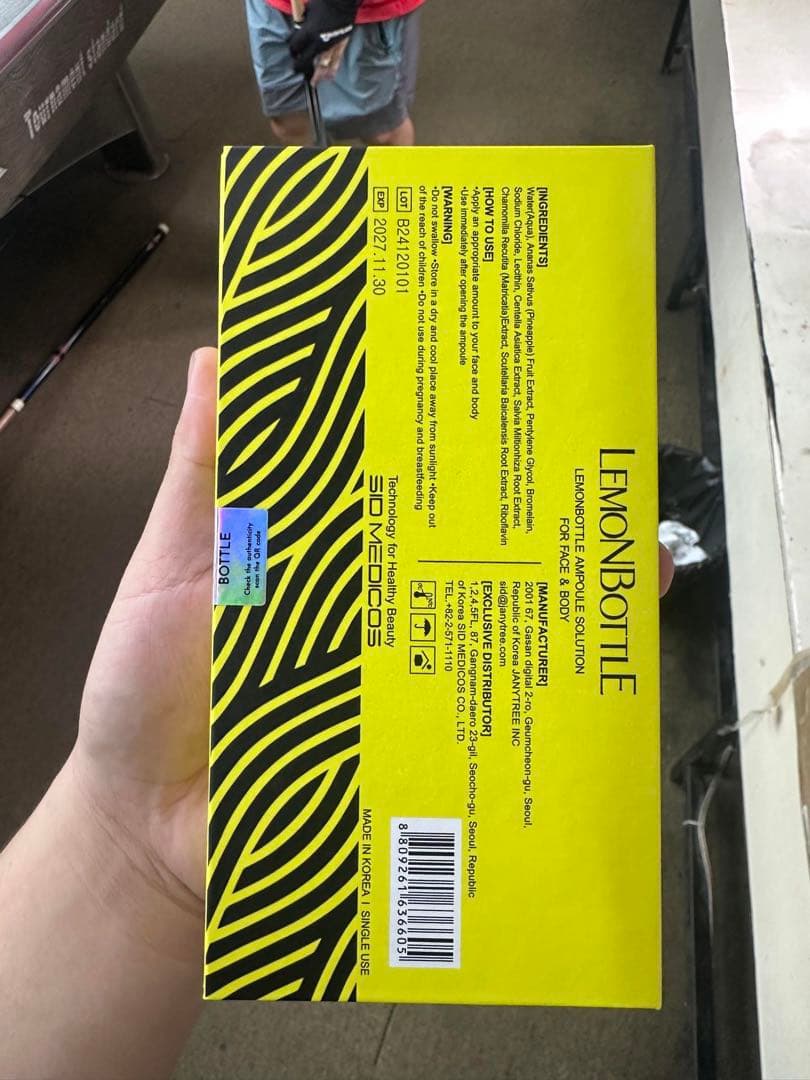 Tournament Standard
LEMONBOTTLE
LEMONBOTTLE AMPOULE SOLUTION
FOR FACE & BODY
[INGREDIENTS]
Water(Aqua), Ananas Sativus (Pineapple) Fruit Extract, Pentylene Glycol, Bromelain,
Sodium Chloride, Lecithin, Centella Asiatica Extract, Salvia Miltiorrhiza Root Extract,
Chamomilla Recutita (Matricaria)Extract, Scutellaria Baicalensis Root Extract, Riboflavin
[HOW TO USE]
•Apply an appropriate amount to your face and body
•Use immediately after opening the ampoule
[WARNING]
•Do not swallow •Store in a dry and cool place away from sunlight •Keep out
of the reach of children •Do not use during pregnancy and breastfeeding
LOT B24120101
EXP 2027.11.30
[MANUFACTURER]
2001 67, Gasan digital 2-ro, Geumcheon-gu, Seoul,
Republic of Korea JANYTREE INC
sid@janytree.com
[EXCLUSIVE DISTRIBUTOR]
1,2,4,5FL, 87, Gangnam-daero 23-gil, Seocho-gu, Seoul, Republic
of Korea SID MEDICOS CO., LTD.
TEL.+82-2-571-1110
Technology for Healthy Beauty
SID MEDICOS
8809261636605
MADE IN KOREA | SINGLE USE
Check the authenticity
scan the QR code
BOTTLE